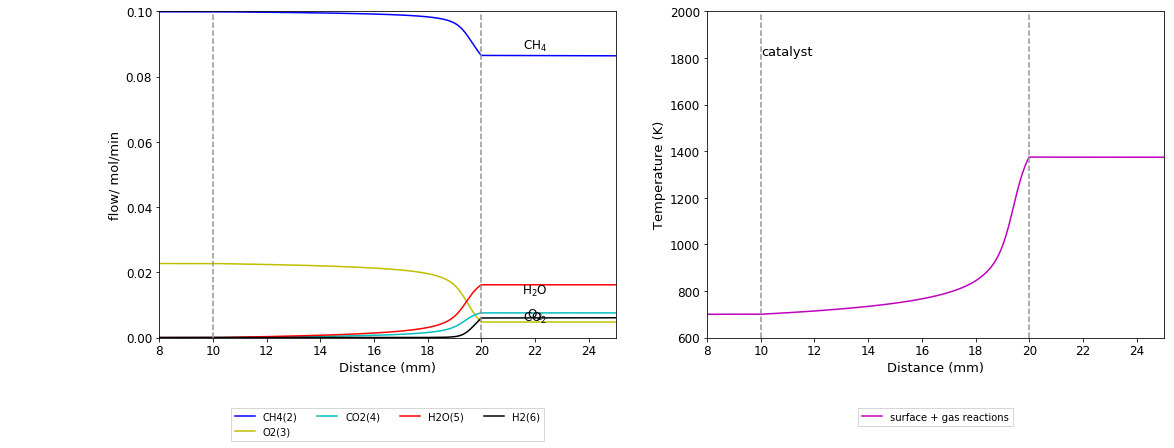 0.10
0.08
0.06
0.04
0.02
0.00
flow/ mol/min
8 10 12 14 16 18 20 22 24
Distance (mm)
CH₄
H₂O
CO₂
CH4(2) CO2(4) H2O(5) H2(6)
O2(3)
2000
1800
1600
1400
1200
1000
800
600
Temperature (K)
catalyst
8 10 12 14 16 18 20 22 24
Distance (mm)
surface + gas reactions